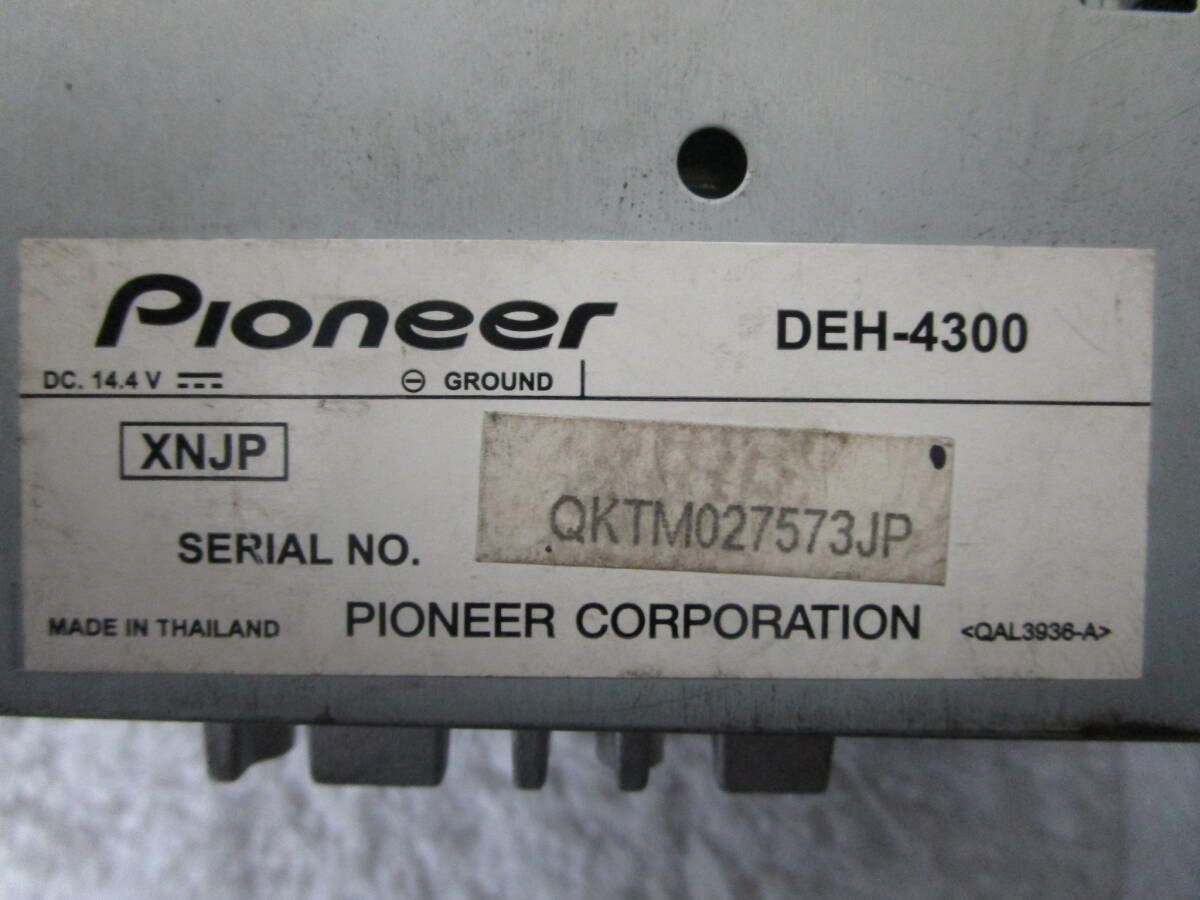 Pioneer DEH-4300
DC. 14.4 V ⊖ GROUND
XNJP
SERIAL NO. QKTM027573JP
MADE IN THAILAND PIONEER CORPORATION <QAL3936-A>